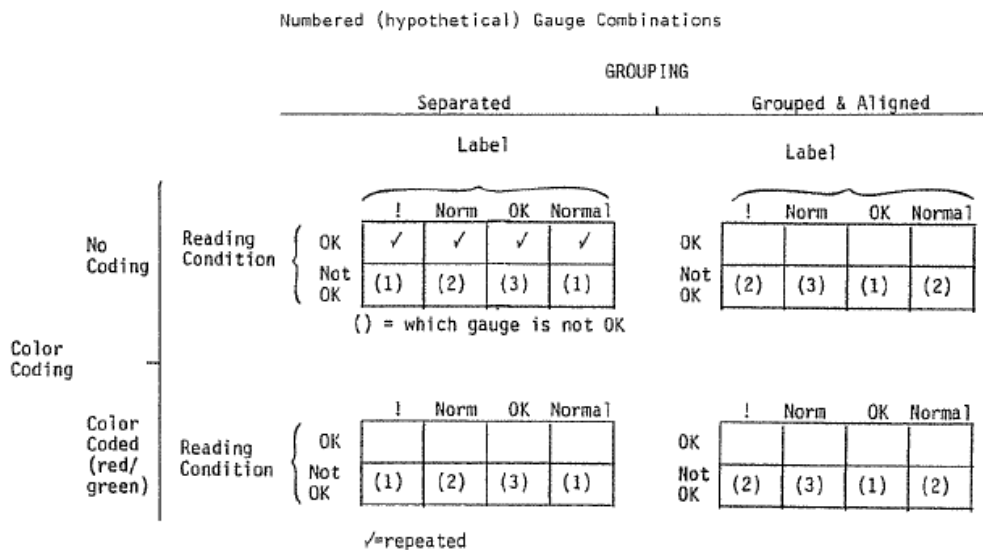 Numbered (hypothetical) Gauge Combinations
GROUPING
Separated Grouped & Aligned
Label Label
! Norm OK Normal ! Norm OK Normal
No Coding Reading Condition OK ✓ ✓ ✓ ✓ OK
Not OK (1) (2) (3) (1) Not OK (2) (3) (1) (2)
() = which gauge is not OK
Color Coding
! Norm OK Normal ! Norm OK Normal
Color Coded (red/green) Reading Condition OK OK
Not OK (1) (2) (3) (1) Not OK (2) (3) (1) (2)
✓=repeated